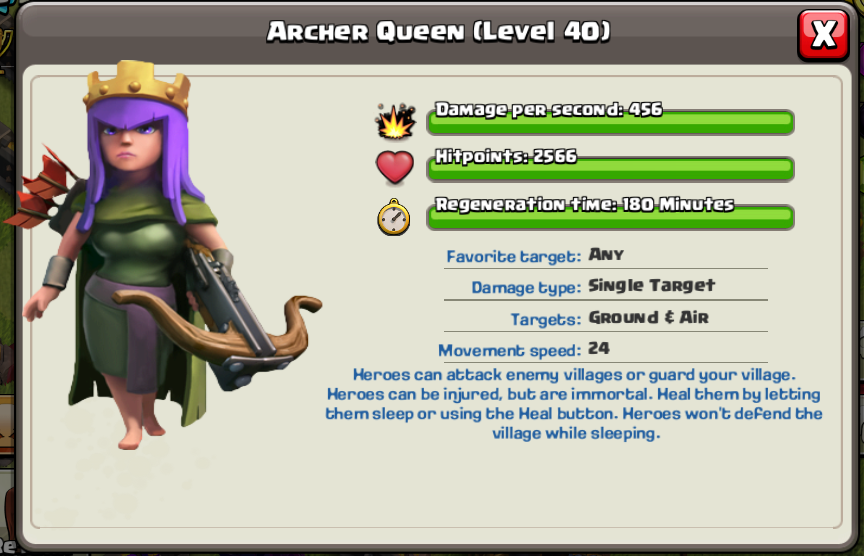 Archer Queen (Level 40)
X
Damage per second: 456
Hitpoints: 2566
Regeneration time: 180 Minutes
Favorite target: Any
Damage type: Single Target
Targets: Ground & Air
Movement speed: 24
Heroes can attack enemy villages or guard your village.
Heroes can be injured, but are immortal. Heal them by letting
them sleep or using the Heal button. Heroes won't defend the
village while sleeping.
Re